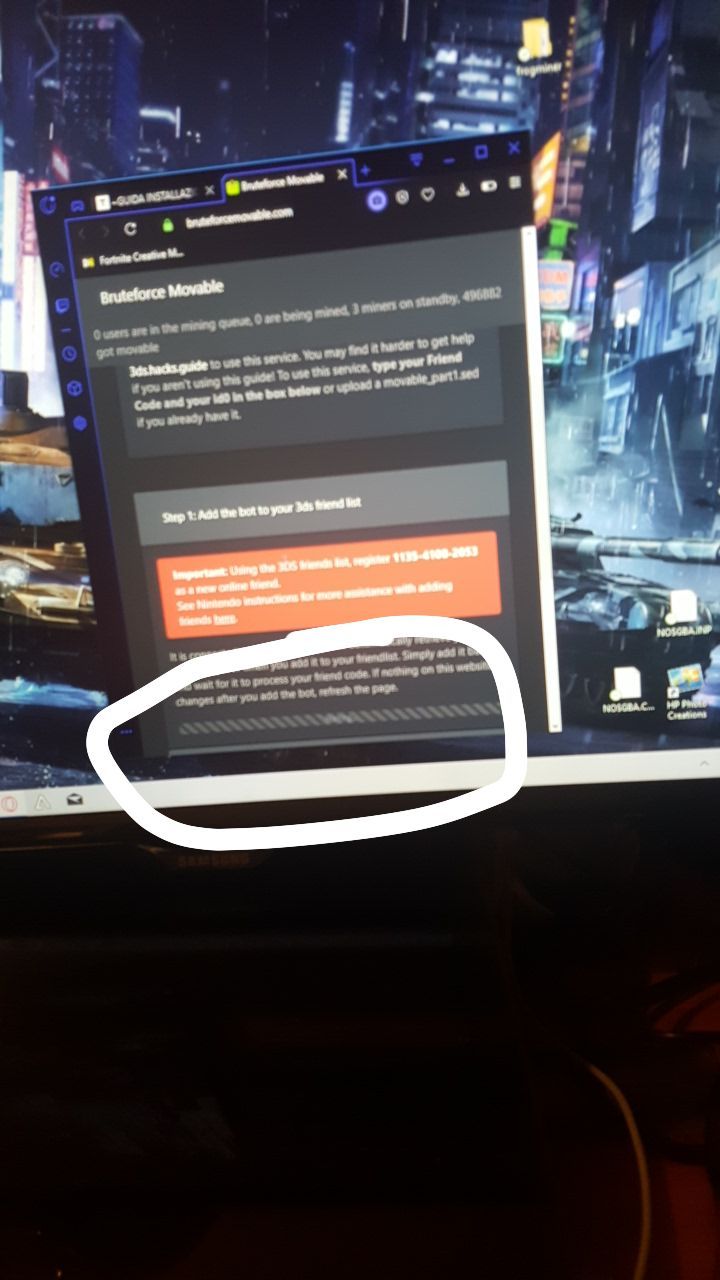 frogminer
~GUIDA INSTALLAZ
Bruteforce Movable
bruteforcemovable.com
Fortnite Creative M...
Bruteforce Movable
0 users are in the mining queue, 0 are being mined, 3 miners on standby, 496882
got movable
3ds.hacks.guide to use this service. You may find it harder to get help
if you aren't using this guide! To use this service, type your Friend
Code and your id0 in the box below or upload a movable_part1.sed
if you already have it.
Step 1: Add the bot to your 3ds friend list
Important: Using the 3DS friends list, register 1135-4100-2053
as a new online friend.
See Nintendo instructions for more assistance with adding
friends here.
It is
you add it to your friendlist. Simply add it
wait for it to process your friend code. If nothing on this website
changes after you add the bot, refresh the page.
NOSGBA.INP
NOSGBA.C...
HP Photo
Creations
SAMSUNG